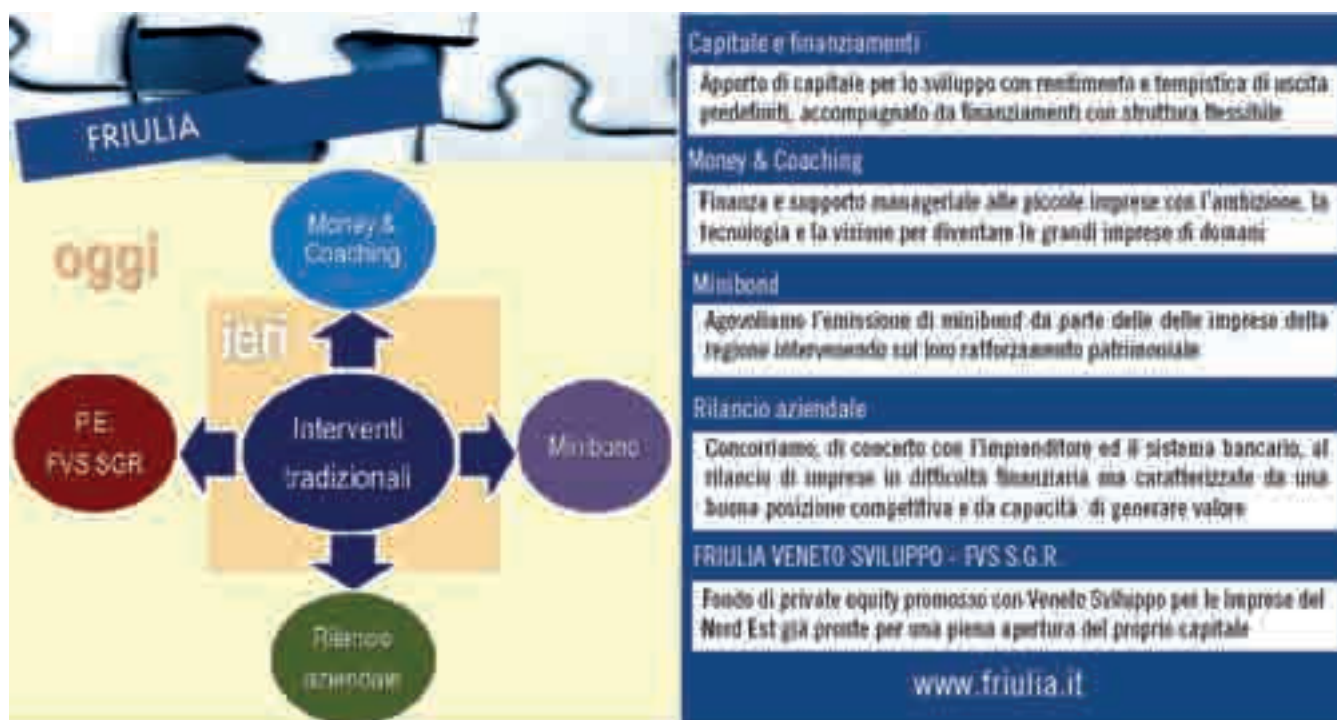 FRIULIA
oggi
Money &
Coaching
ieri
P.E.
FVS SGR
Interventi
tradizionali
Minibond
Rilancio
aziendale
Capitale e finanziamenti
Apporto di capitale per lo sviluppo con rendimento e tempistica di uscita
predefiniti, accompagnato da finanziamenti con struttura flessibile
Money & Coaching
Finanza e supporto manageriale alle piccole imprese con l'ambizione, la
tecnologia e la visione per diventare le grandi imprese di domani
Minibond
Agevoliamo l'emissione di minibond da parte delle delle imprese della
regione intervenendo sul loro rafforzamento patrimoniale
Rilancio aziendale
Concorriamo, di concerto con l'imprenditore ed il sistema bancario, al
rilancio di imprese in difficoltà finanziaria ma caratterizzate da una
buona posizione competitiva e da capacità di generare valore
FRIULIA VENETO SVILUPPO - FVS S.G.R.
Fondo di private equity promosso con Veneto Sviluppo per le imprese del
Nord Est già pronte per una piena apertura del proprio capitale
www.friulia.it